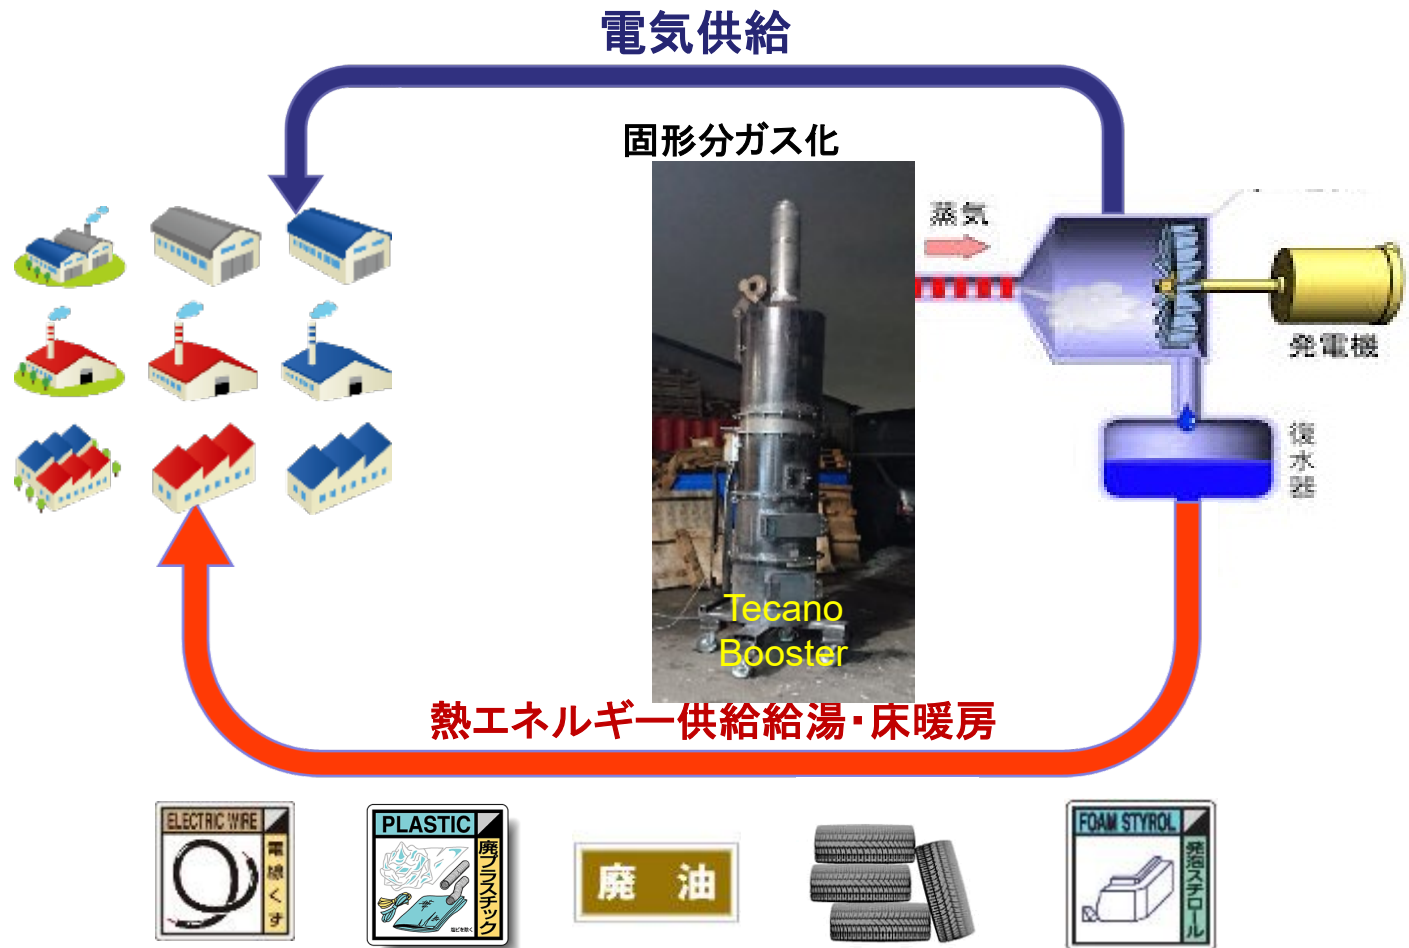 電気供給
固形分ガス化
蒸気
発電機
復水器
Tecano
Booster
熱エネルギー供給給湯・床暖房
ELECTRIC WIRE
電線くず
PLASTIC
廃プラスチック
廃油
FOAM STYROL
発泡スチロール